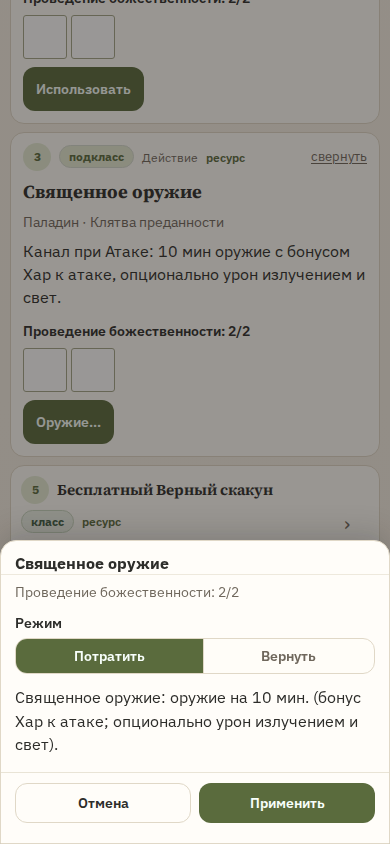 Проведение божественности: 2/2
Использовать
3 подкласс Действие ресурс свернуть
Священное оружие
Паладин · Клятва преданности
Канал при Атаке: 10 мин оружие с бонусом
Хар к атаке, опционально урон излучением и
свет.
Проведение божественности: 2/2
Оружие...
5 Бесплатный Верный скакун
класс ресурс
Священное оружие
Проведение божественности: 2/2
Режим
Потратить Вернуть
Священное оружие: оружие на 10 мин. (бонус
Хар к атаке; опционально урон излучением и
свет).
Отмена Применить